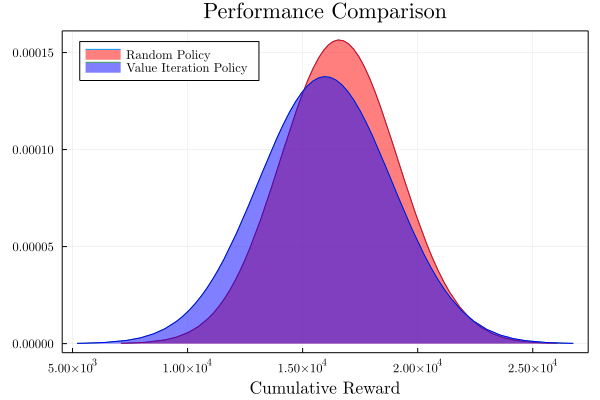 Performance Comparison
Random Policy
Value Iteration Policy
0.00015
0.00010
0.00005
0.00000
5.00×10³ 1.00×10⁴ 1.50×10⁴ 2.00×10⁴ 2.50×10⁴
Cumulative Reward